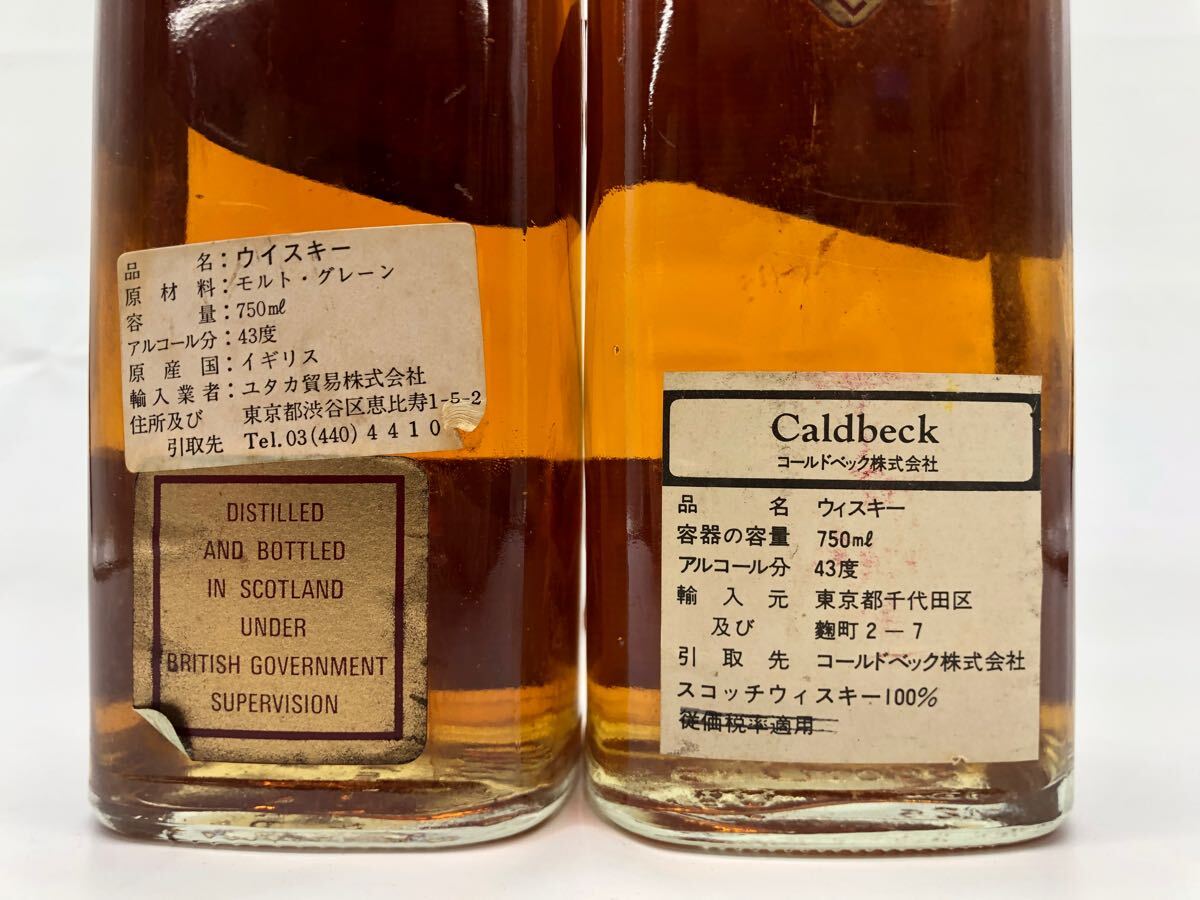 品名：ウイスキー
原材料：モルト・グレーン
容量：750㎖
アルコール分：43度
原産国：イギリス
輸入業者：ユタカ貿易株式会社
住所及び 東京都渋谷区恵比寿1-5-2
引取先 Tel. 03(440) 4410
DISTILLED
AND BOTTLED
IN SCOTLAND
UNDER
BRITISH GOVERNMENT
SUPERVISION
Caldbeck
コールドベック株式会社
品名 ウィスキー
容器の容量 750㎖
アルコール分 43度
輸入元 東京都千代田区
及び 麴町2－7
引取先 コールドベック株式会社
スコッチウィスキー100%
従価税率適用